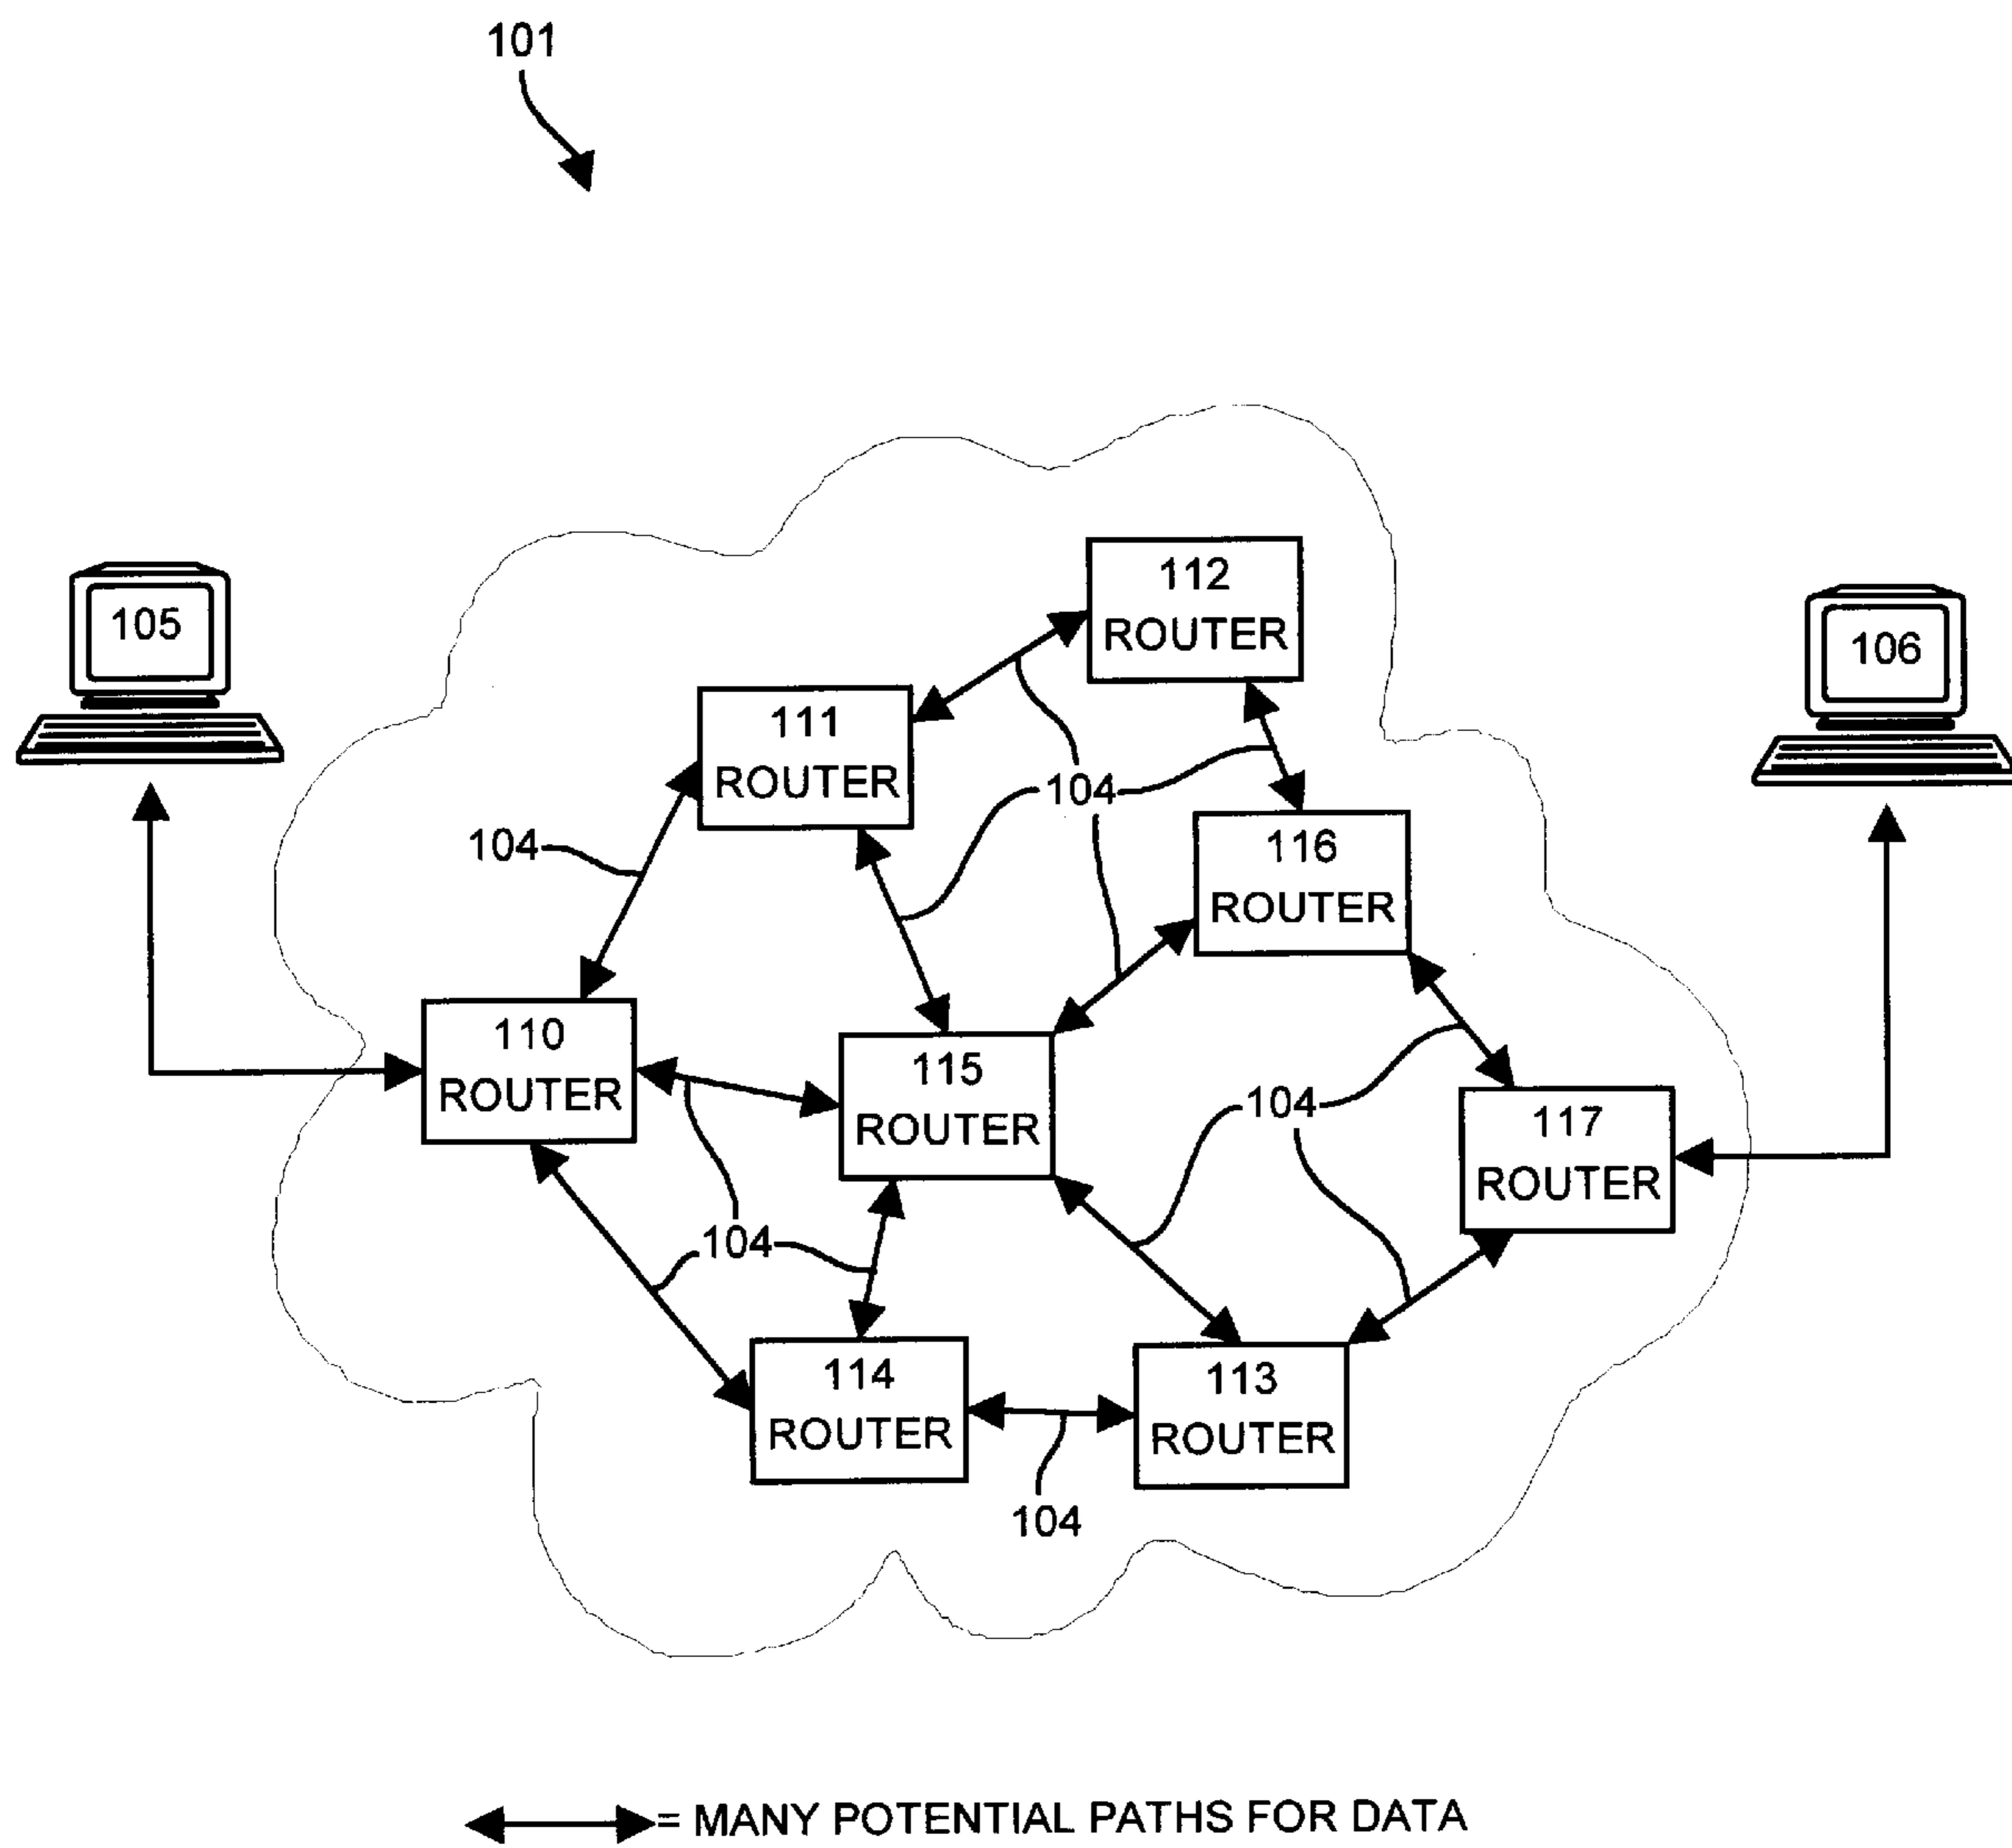 101
112
ROUTER
105
106
111
ROUTER
104
104
116
ROUTER
110
ROUTER
115
ROUTER
104
117
ROUTER
104
114
ROUTER
113
ROUTER
104
= MANY POTENTIAL PATHS FOR DATA